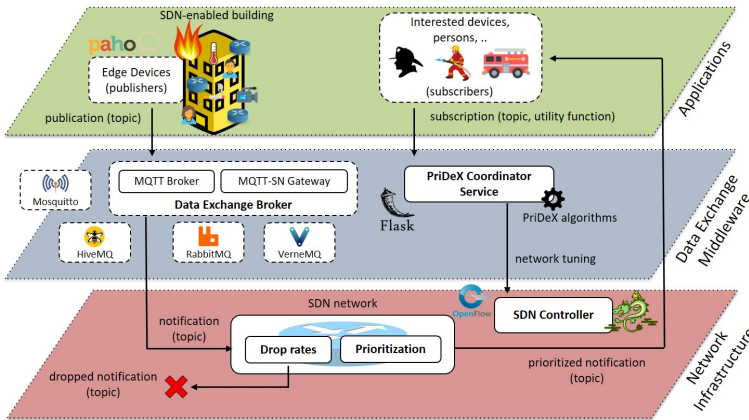 SDN-enabled building
paho
Edge Devices
(publishers)
Interested devices,
persons, ..
(subscribers)
Applications
publication (topic)
subscription (topic, utility function)
Mosquitto
MQTT Broker
MQTT-SN Gateway
Data Exchange Broker
PriDeX Coordinator
Service
Flask
PriDeX algorithms
HiveMQ
RabbitMQ
VerneMQ
network tuning
Data Exchange
Middleware
SDN network
OpenFlow
SDN Controller
notification
(topic)
Drop rates
Prioritization
prioritized notification
(topic)
dropped notification
(topic)
Network
Infrastructure